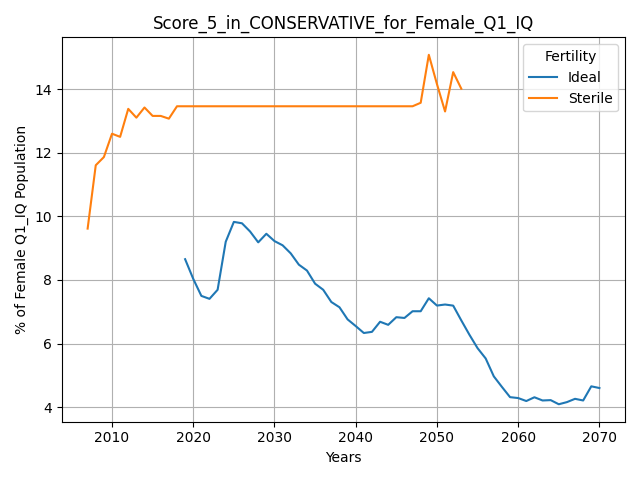 Score_5_in_CONSERVATIVE_for_Female_Q1_IQ
Fertility
Ideal
Sterile
% of Female Q1_IQ Population
14
12
10
8
6
4
2010 2020 2030 2040 2050 2060 2070
Years